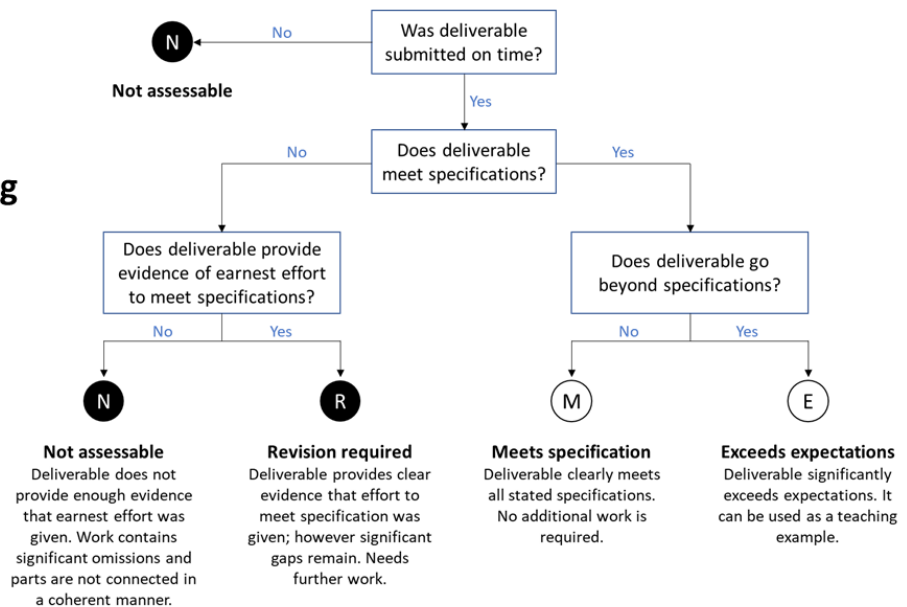 Was deliverable
submitted on time?
No
N
Not assessable
Yes
Does deliverable
meet specifications?
No
Yes
g
Does deliverable provide
evidence of earnest effort
to meet specifications?
Does deliverable go
beyond specifications?
No
Yes
No
Yes
N
R
M
E
Not assessable
Deliverable does not
provide enough evidence
that earnest effort was
given. Work contains
significant omissions and
parts are not connected in
a coherent manner.
Revision required
Deliverable provides clear
evidence that effort to
meet specification was
given; however significant
gaps remain. Needs
further work.
Meets specification
Deliverable clearly meets
all stated specifications.
No additional work is
required.
Exceeds expectations
Deliverable significantly
exceeds expectations. It
can be used as a teaching
example.